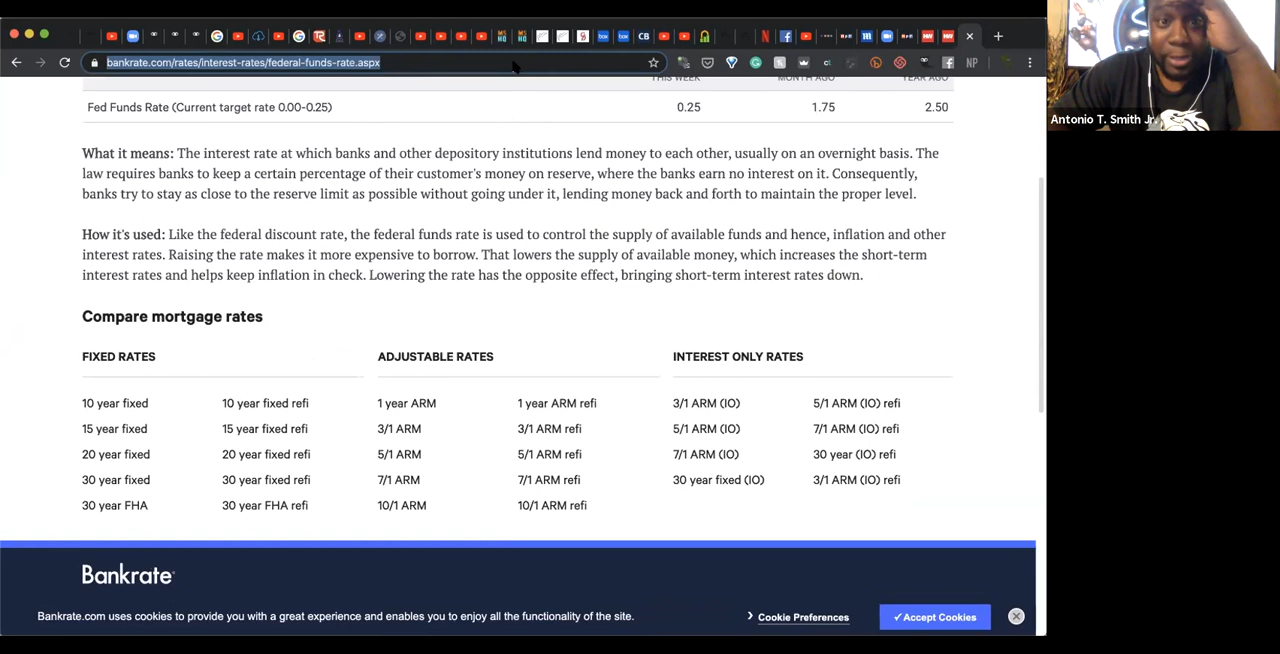 bankrate.com/rates/interest-rates/federal-funds-rate.aspx
THIS WEEK MONTH AGO YEAR AGO
Fed Funds Rate (Current target rate 0.00-0.25) 0.25 1.75 2.50
What it means: The interest rate at which banks and other depository institutions lend money to each other, usually on an overnight basis. The
law requires banks to keep a certain percentage of their customer's money on reserve, where the banks earn no interest on it. Consequently,
banks try to stay as close to the reserve limit as possible without going under it, lending money back and forth to maintain the proper level.
How it's used: Like the federal discount rate, the federal funds rate is used to control the supply of available funds and hence, inflation and other
interest rates. Raising the rate makes it more expensive to borrow. That lowers the supply of available money, which increases the short-term
interest rates and helps keep inflation in check. Lowering the rate has the opposite effect, bringing short-term interest rates down.
Compare mortgage rates
FIXED RATES ADJUSTABLE RATES INTEREST ONLY RATES
10 year fixed 10 year fixed refi 1 year ARM 1 year ARM refi 3/1 ARM (IO) 5/1 ARM (IO) refi
15 year fixed 15 year fixed refi 3/1 ARM 3/1 ARM refi 5/1 ARM (IO) 7/1 ARM (IO) refi
20 year fixed 20 year fixed refi 5/1 ARM 5/1 ARM refi 7/1 ARM (IO) 30 year (IO) refi
30 year fixed 30 year fixed refi 7/1 ARM 7/1 ARM refi 30 year fixed (IO) 3/1 ARM (IO) refi
30 year FHA 30 year FHA refi 10/1 ARM 10/1 ARM refi
Bankrate
Bankrate.com uses cookies to provide you with a great experience and enables you to enjoy all the functionality of the site.
Cookie Preferences
✓Accept Cookies
Antonio T. Smith Jr.
CB
box
box
NP